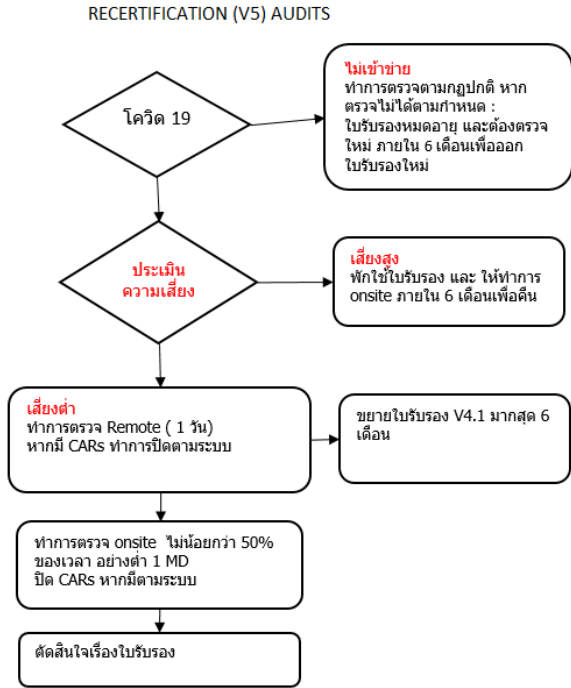 RECERTIFICATION (V5) AUDITS
โควิด 19
ไม่เข้าข่าย
ทำการตรวจตามกฏปกติ หาก
ตรวจไม่ได้ตามกำหนด :
ใบรับรองหมดอายุ และต้องตรวจ
ใหม่ ภายใน 6 เดือนเพื่อออก
ใบรับรองใหม่
ประเมิน
ความเสี่ยง
เสี่ยงสูง
พักใช้ใบรับรอง และ ให้ทำการ
onsite ภายใน 6 เดือนเพื่อคืน
เสี่ยงต่ำ
ทำการตรวจ Remote ( 1 วัน)
หากมี CARs ทำการปิดตามระบบ
ขยายใบรับรอง V4.1 มากสุด 6
เดือน
ทำการตรวจ onsite ไม่น้อยกว่า 50%
ของเวลา อย่างต่ำ 1 MD
ปิด CARs หากมีตามระบบ
ตัดสินใจเรื่องใบรับรอง